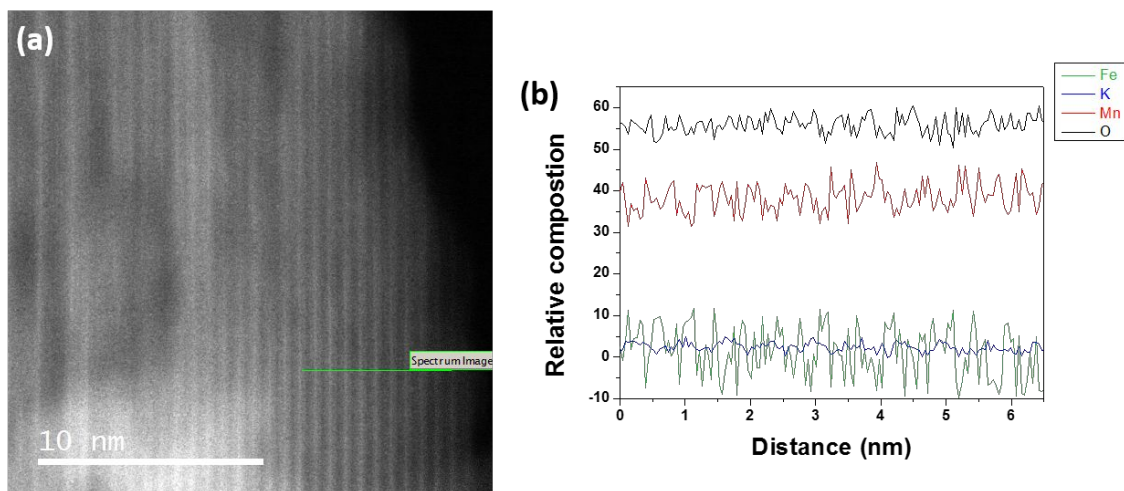 (a)
Spectrum Image
10 nm
(b)
Relative compostion
60
50
40
30
20
10
0
-10
0 1 2 3 4 5 6
Distance (nm)
Fe
K
Mn
O